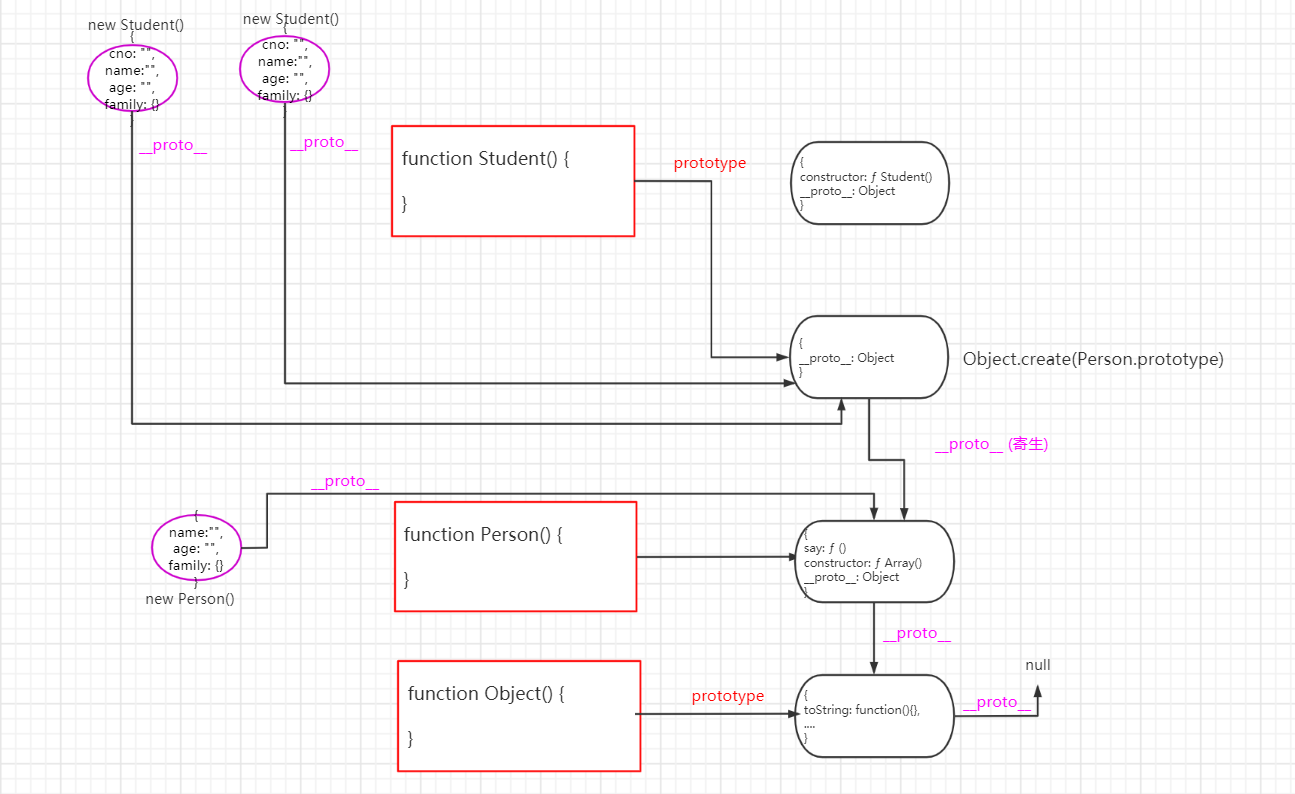 new Student()
{
cno: "",
name:"",
age: "",
family: {}
}
__proto__
new Student()
{
cno: "",
name:"",
age: "",
family: {}
}
__proto__
function Student() {
}
prototype
{
constructor: ƒ Student()
__proto__: Object
}
{
__proto__: Object
}
Object.create(Person.prototype)
__proto__ (寄生)
__proto__
{
name:"",
age: "",
family: {}
}
new Person()
function Person() {
}
{
say: ƒ ()
constructor: ƒ Array()
__proto__: Object
}
__proto__
function Object() {
}
prototype
{
toString: function(){},
....
}
__proto__
null